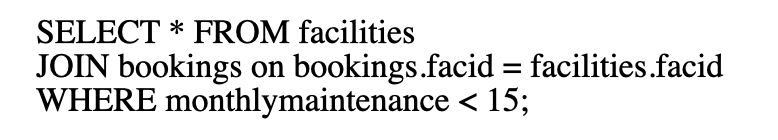 SELECT * FROM facilities
JOIN bookings on bookings.facid = facilities.facid
WHERE monthlymaintenance < 15;